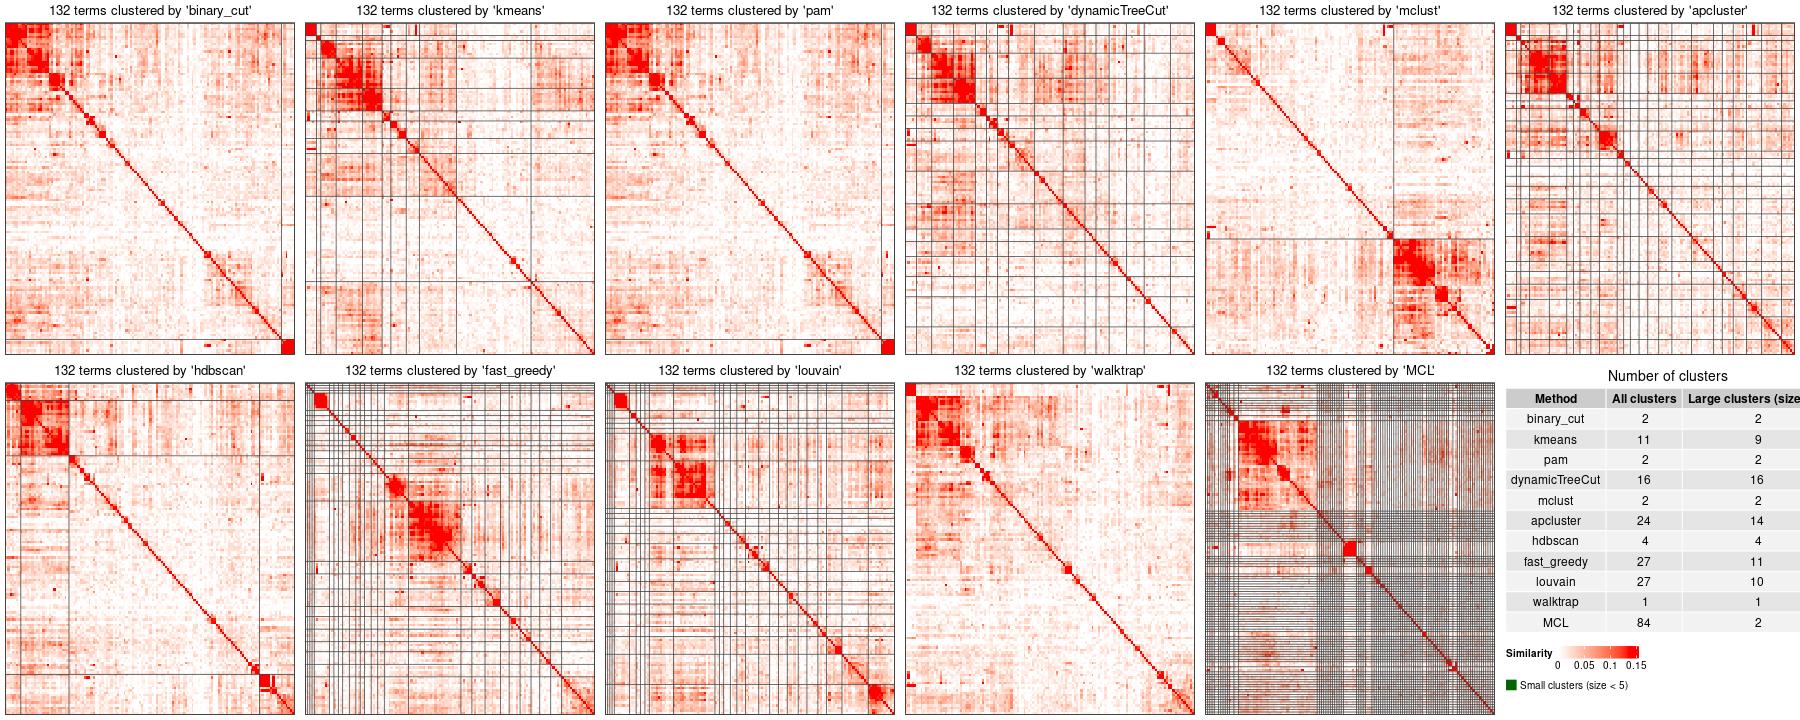 132 terms clustered by 'binary_cut'
132 terms clustered by 'kmeans'
132 terms clustered by 'pam'
132 terms clustered by 'dynamicTreeCut'
132 terms clustered by 'mclust'
132 terms clustered by 'apcluster'
132 terms clustered by 'hdbscan'
132 terms clustered by 'fast_greedy'
132 terms clustered by 'louvain'
132 terms clustered by 'walktrap'
132 terms clustered by 'MCL'
Number of clusters
Method All clusters Large clusters (size
binary_cut 2 2
kmeans 11 9
pam 2 2
dynamicTreeCut 16 16
mclust 2 2
apcluster 24 14
hdbscan 4 4
fast_greedy 27 11
louvain 27 10
walktrap 1 1
MCL 84 2
Similarity
0 0.05 0.1 0.15
Small clusters (size < 5)